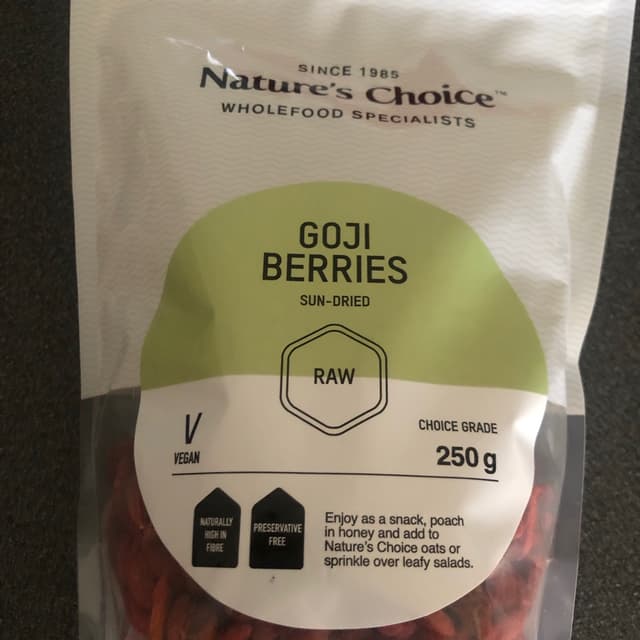 SINCE 1985
Nature's Choice™
WHOLEFOOD SPECIALISTS
GOJI
BERRIES
SUN-DRIED
RAW
V
VEGAN
CHOICE GRADE
250 g
NATURALLY
HIGH IN
FIBRE
PRESERVATIVE
FREE
Enjoy as a snack, poach
in honey and add to
Nature's Choice oats or
sprinkle over leafy salads.